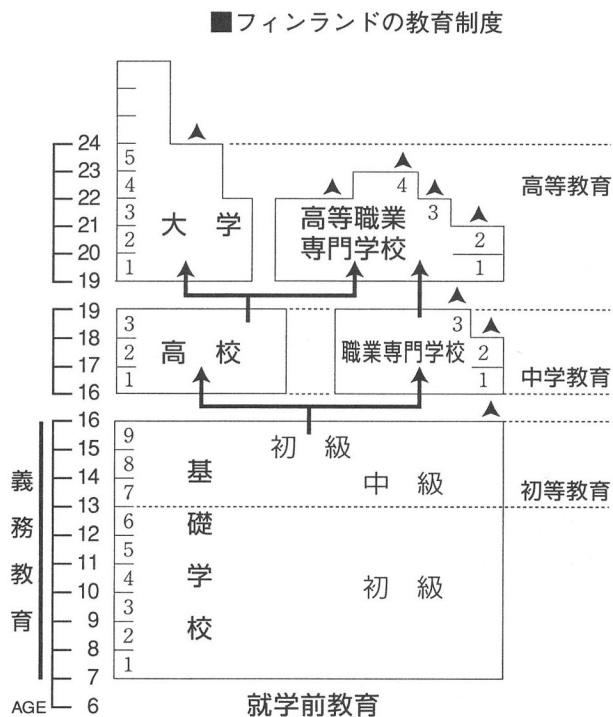 ■フィンランドの教育制度
24
23
22
21
20
19
5
4
3
2
1
大学
高等職業
専門学校
4
3
2
1
高等教育
19
18
17
16
3
2
1
高校
職業専門学校
3
2
1
中学教育
16
15
14
13
12
11
10
9
8
7
9
8
7
6
5
4
3
2
1
初級
基礎学校
中級
初級
初等教育
義務教育
AGE 6
就学前教育